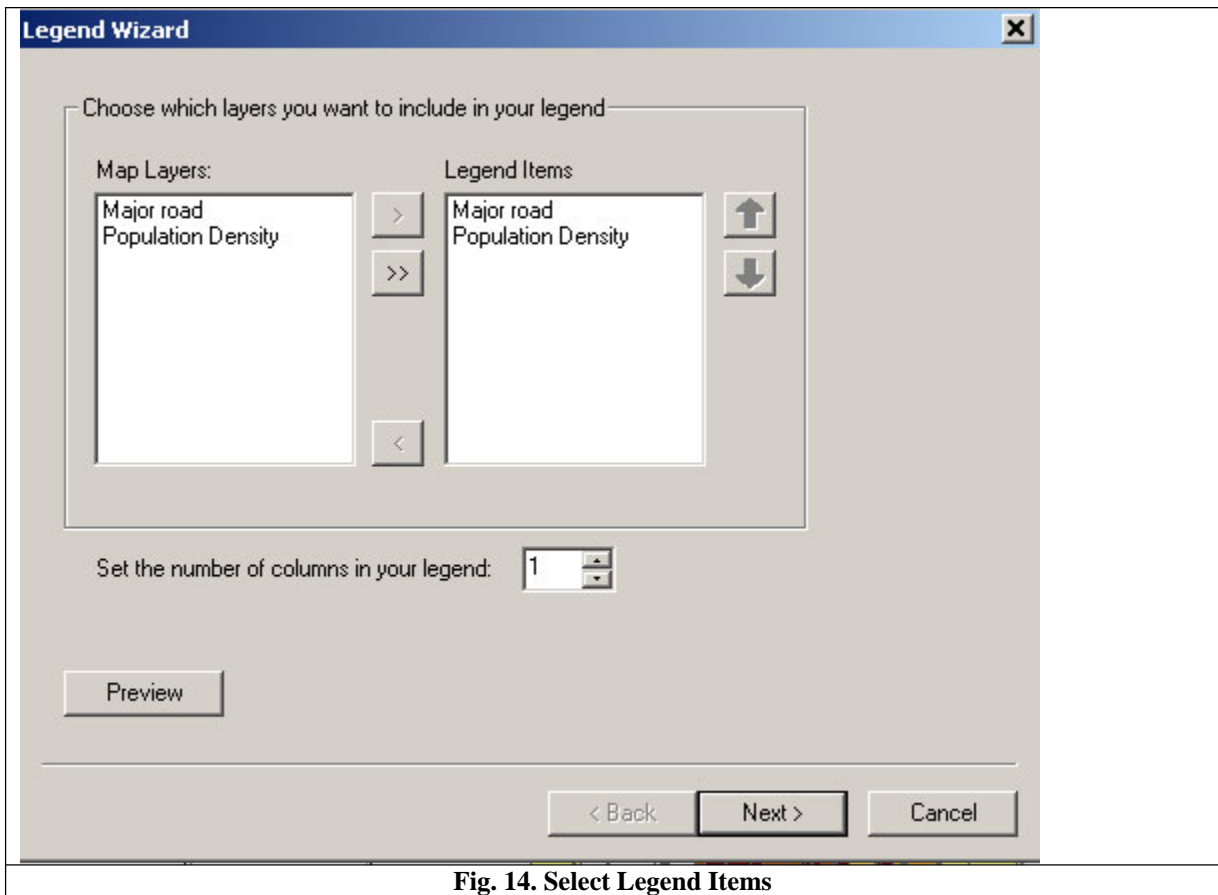 Legend Wizard
Choose which layers you want to include in your legend
Map Layers:
Major road
Population Density
>
>>
<
Legend Items
Major road
Population Density
Set the number of columns in your legend: 1
Preview
< Back
Next >
Cancel
Fig. 14. Select Legend Items